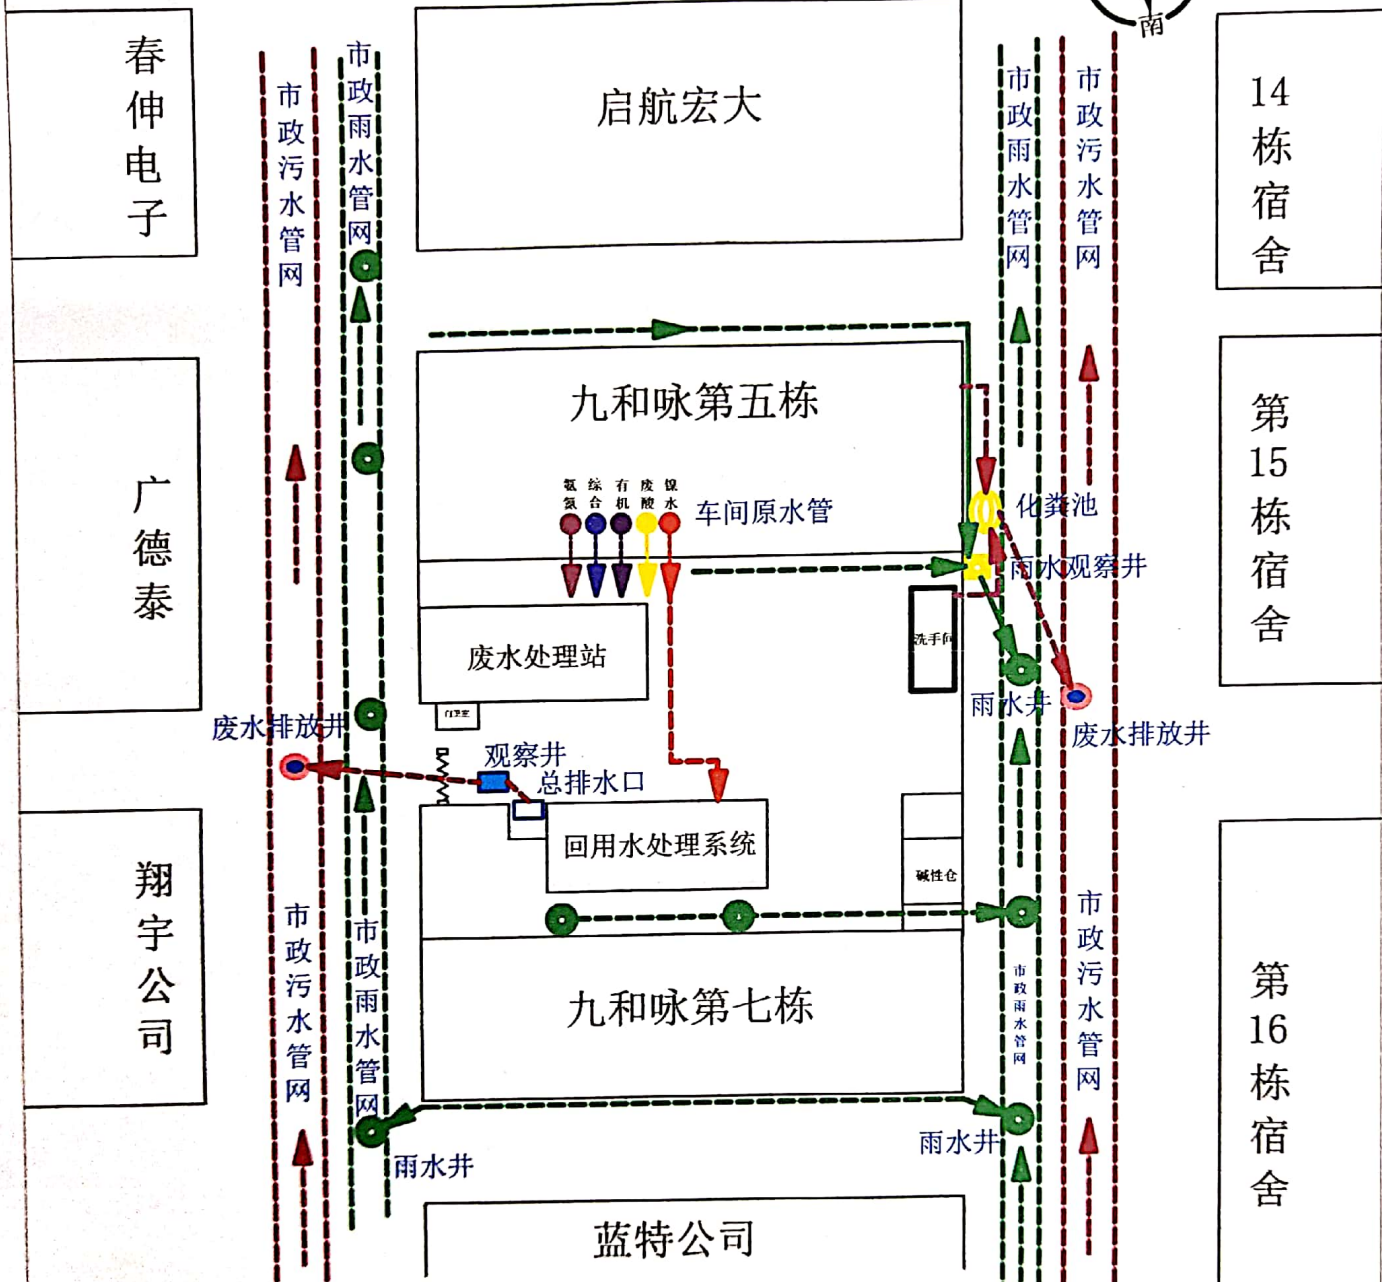 南
春伸电子
市政污水管网
市政雨水管网
启航宏大
市政雨水管网
市政污水管网
14栋宿舍
九和咏第五栋
第15栋宿舍
广德泰
氨氮
综合
有机
废酸
镍水
车间原水管
化粪池
雨水观察井
洗手间
废水处理站
门卫室
雨水井
废水排放井
废水排放井
观察井
总排水口
回用水处理系统
碱性仓
翔宇公司
市政污水管网
市政雨水管网
九和咏第七栋
市政雨水管网
市政污水管网
第16栋宿舍
雨水井
雨水井
蓝特公司